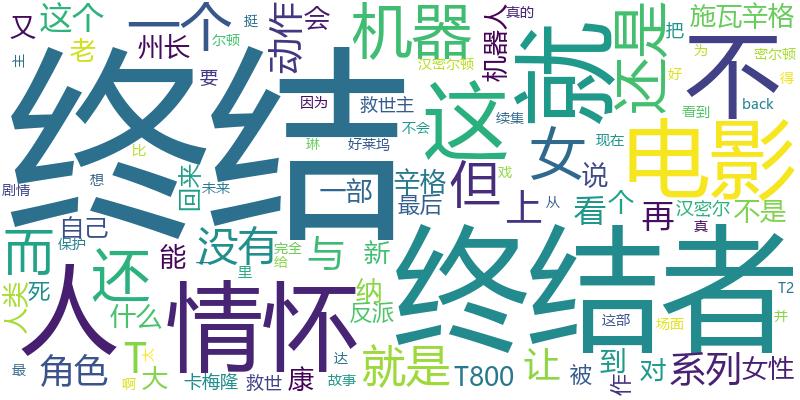 又
这个
一个
会
挺
机器
机器人
真的
就
还是
施瓦辛格
老
州长
尔顿
动作
把
为
密尔顿
不
主
要
汉密尔顿
好
得
终结
因为
救世主
这
看到
back
比
不会
续集
琳
好莱坞
女
现在
电影
剧情
想
未来
回来
一部
辛格
但
戏
说
最后
上
从
看
个
再
汉密尔
不是
自己
而
保护
没有
完全
与
新
终结者
真
能
给
里
人类
死
还
人
情怀
纳
反派
T2
什么
这部
场面
并
T
太
达
就是
最
角色
啊
大
卡梅隆
救世
康
故事
T800
让
被
到
作
对
系列
女性